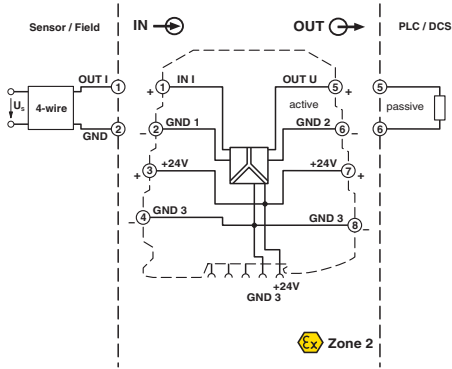 Sensor / Field
IN
OUT
PLC / DCS
OUT I
1
+
1
IN I
OUT U
5
+
5
Us
4-wire
active
passive
GND
2
–
2
GND 1
GND 2
6
–
6
+
3
+24V
+24V
7
+
–
4
GND 3
GND 3
8
–
+24V
GND 3
Ex
Zone 2